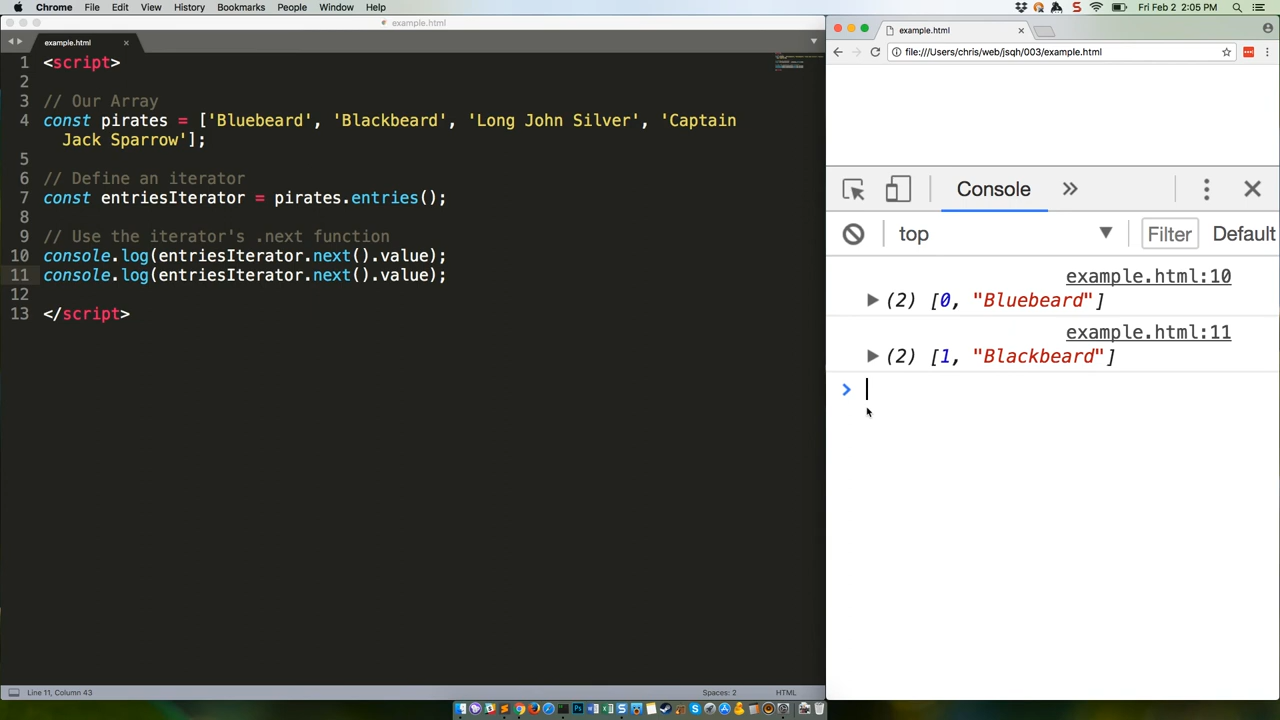 Chrome File Edit View History Bookmarks People Window Help Fri Feb 2 2:05 PM
example.html
example.html ×
1 <script>
2
3 // Our Array
4 const pirates = ['Bluebeard', 'Blackbeard', 'Long John Silver', 'Captain
Jack Sparrow'];
5
6 // Define an iterator
7 const entriesIterator = pirates.entries();
8
9 // Use the iterator's .next function
10 console.log(entriesIterator.next().value);
11 console.log(entriesIterator.next().value);
12
13 </script>
Line 11, Column 43 Spaces: 2 HTML
example.html ×
file:///Users/chris/web/jsqh/003/example.html
Console »
top ▼ Filter Default
example.html:10
▶ (2) [0, "Bluebeard"]
example.html:11
▶ (2) [1, "Blackbeard"]
>